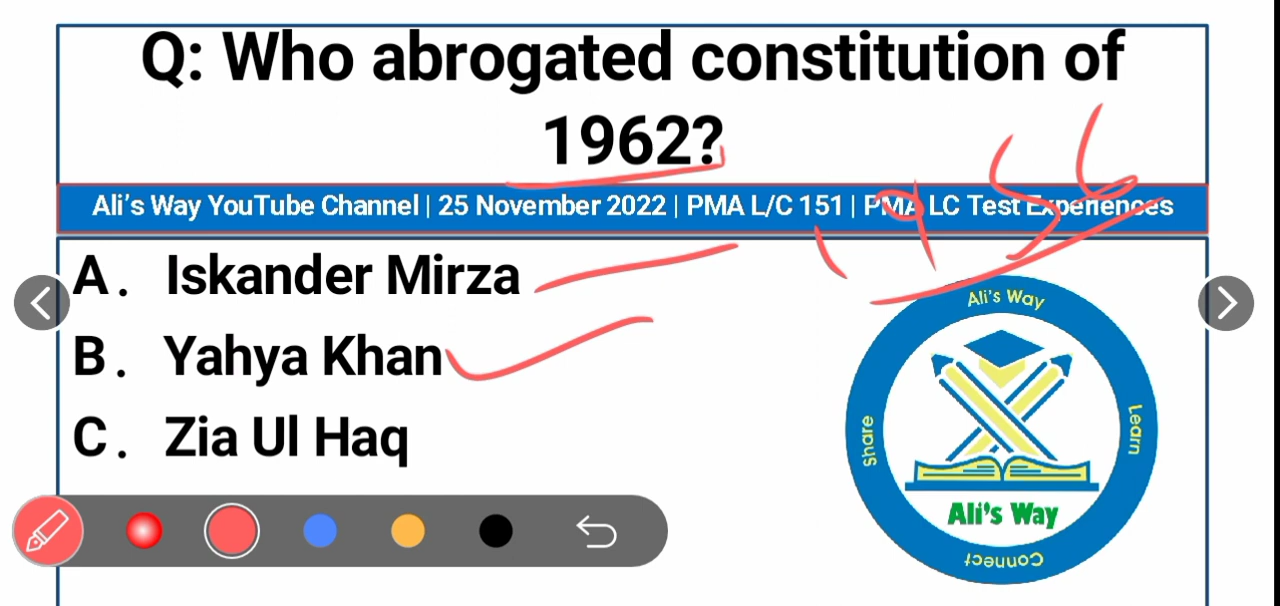 Q: Who abrogated constitution of
1962?
Ali's Way YouTube Channel | 25 November 2022 | PMA L/C 151 | PMA LC Test Experiences
1956
A. Iskander Mirza
B. Yahya Khan
C. Zia Ul Haq
Ali's Way
Share
Learn
Ali's Way
Connect